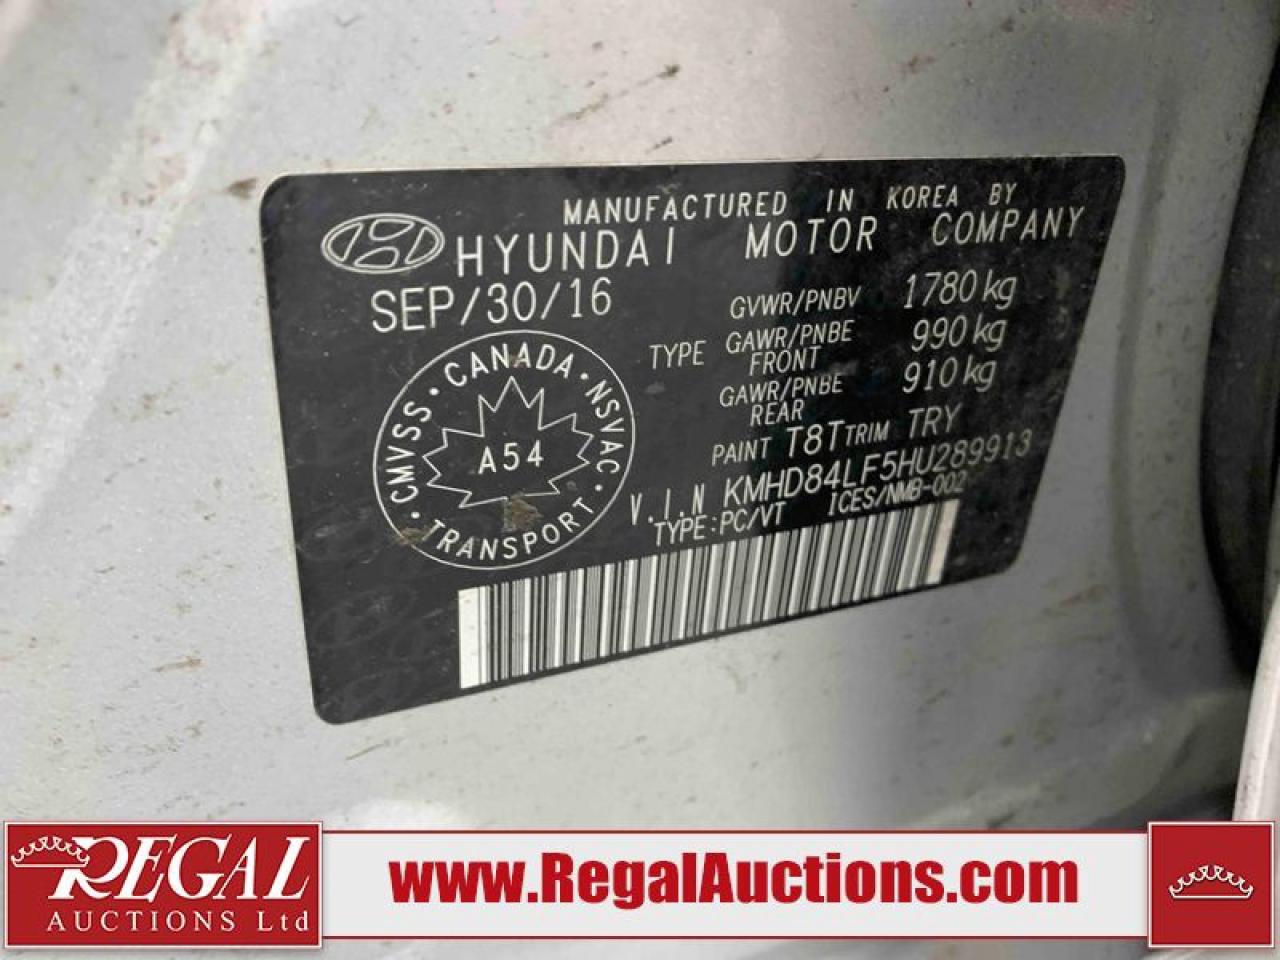 MANUFACTURED IN KOREA BY
HYUNDAI MOTOR COMPANY
SEP/30/16
GVWR/PNBV 1780 kg
TYPE GAWR/PNBE FRONT 990 kg
GAWR/PNBE REAR 910 kg
PAINT T8T TRIM TRY
V.I.N KMHD84LF5HU289913
TYPE:PC/VT ICES/NMB-002
CMVSS · CANADA · NSVAC · TRANSPORT ·
A54
REGAL
AUCTIONS Ltd
www.RegalAuctions.com